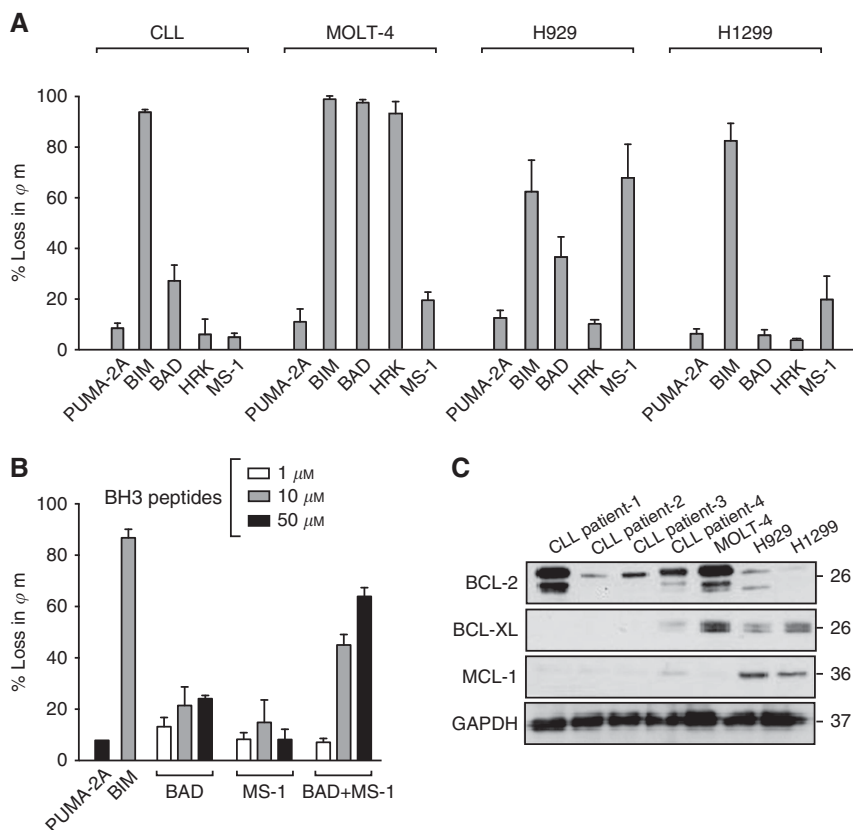 A
CLL MOLT-4 H929 H1299
% Loss in φ m
100
80
60
40
20
0
PUMA-2A BIM BAD HRK MS-1 PUMA-2A BIM BAD HRK MS-1 PUMA-2A BIM BAD HRK MS-1 PUMA-2A BIM BAD HRK MS-1
B
BH3 peptides
1 μM
10 μM
50 μM
% Loss in φ m
100
80
60
40
20
0
PUMA-2A BIM BAD MS-1 BAD+MS-1
C
CLL patient-1 CLL patient-2 CLL patient-3 CLL patient-4 MOLT-4 H929 H1299
BCL-2 26
BCL-XL 26
MCL-1 36
GAPDH 37